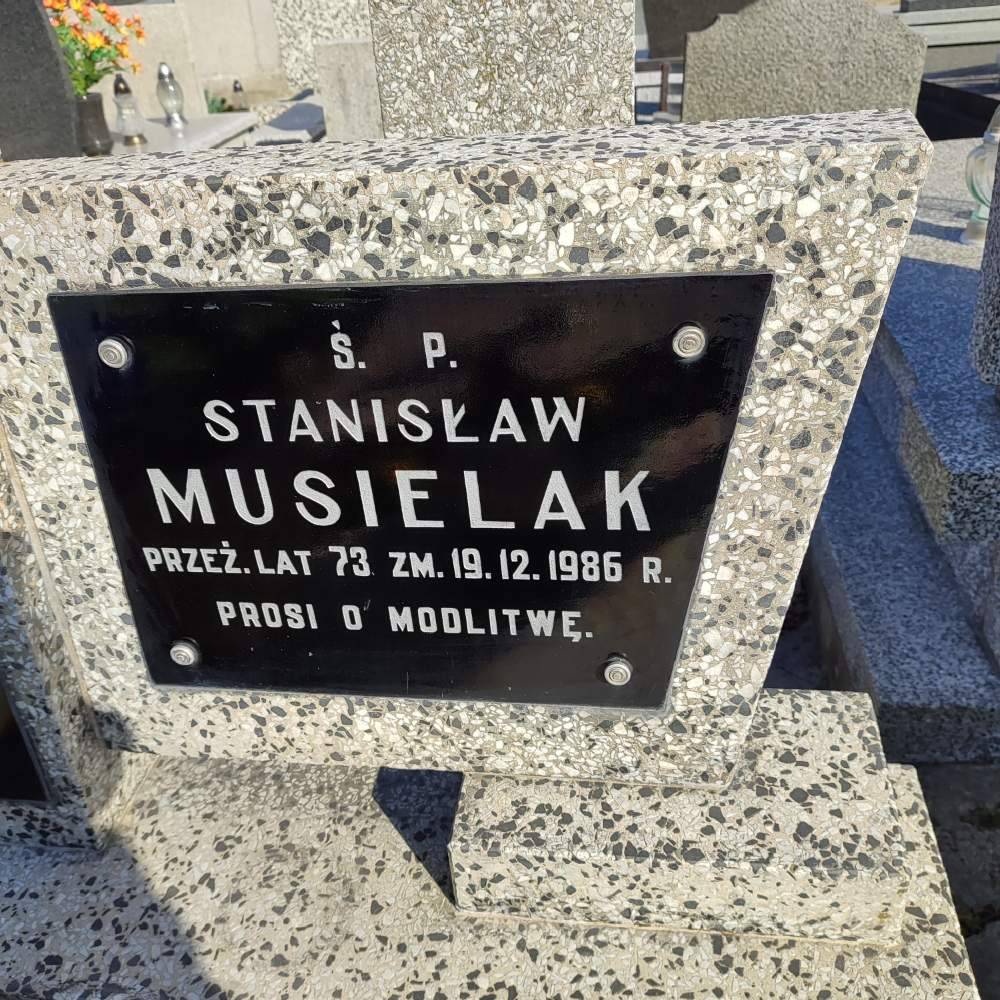 Ś. P.
STANISŁAW
MUSIELAK
PRZEŻ. LAT 73 ZM. 19. 12. 1986 R.
PROSI O MODLITWĘ.